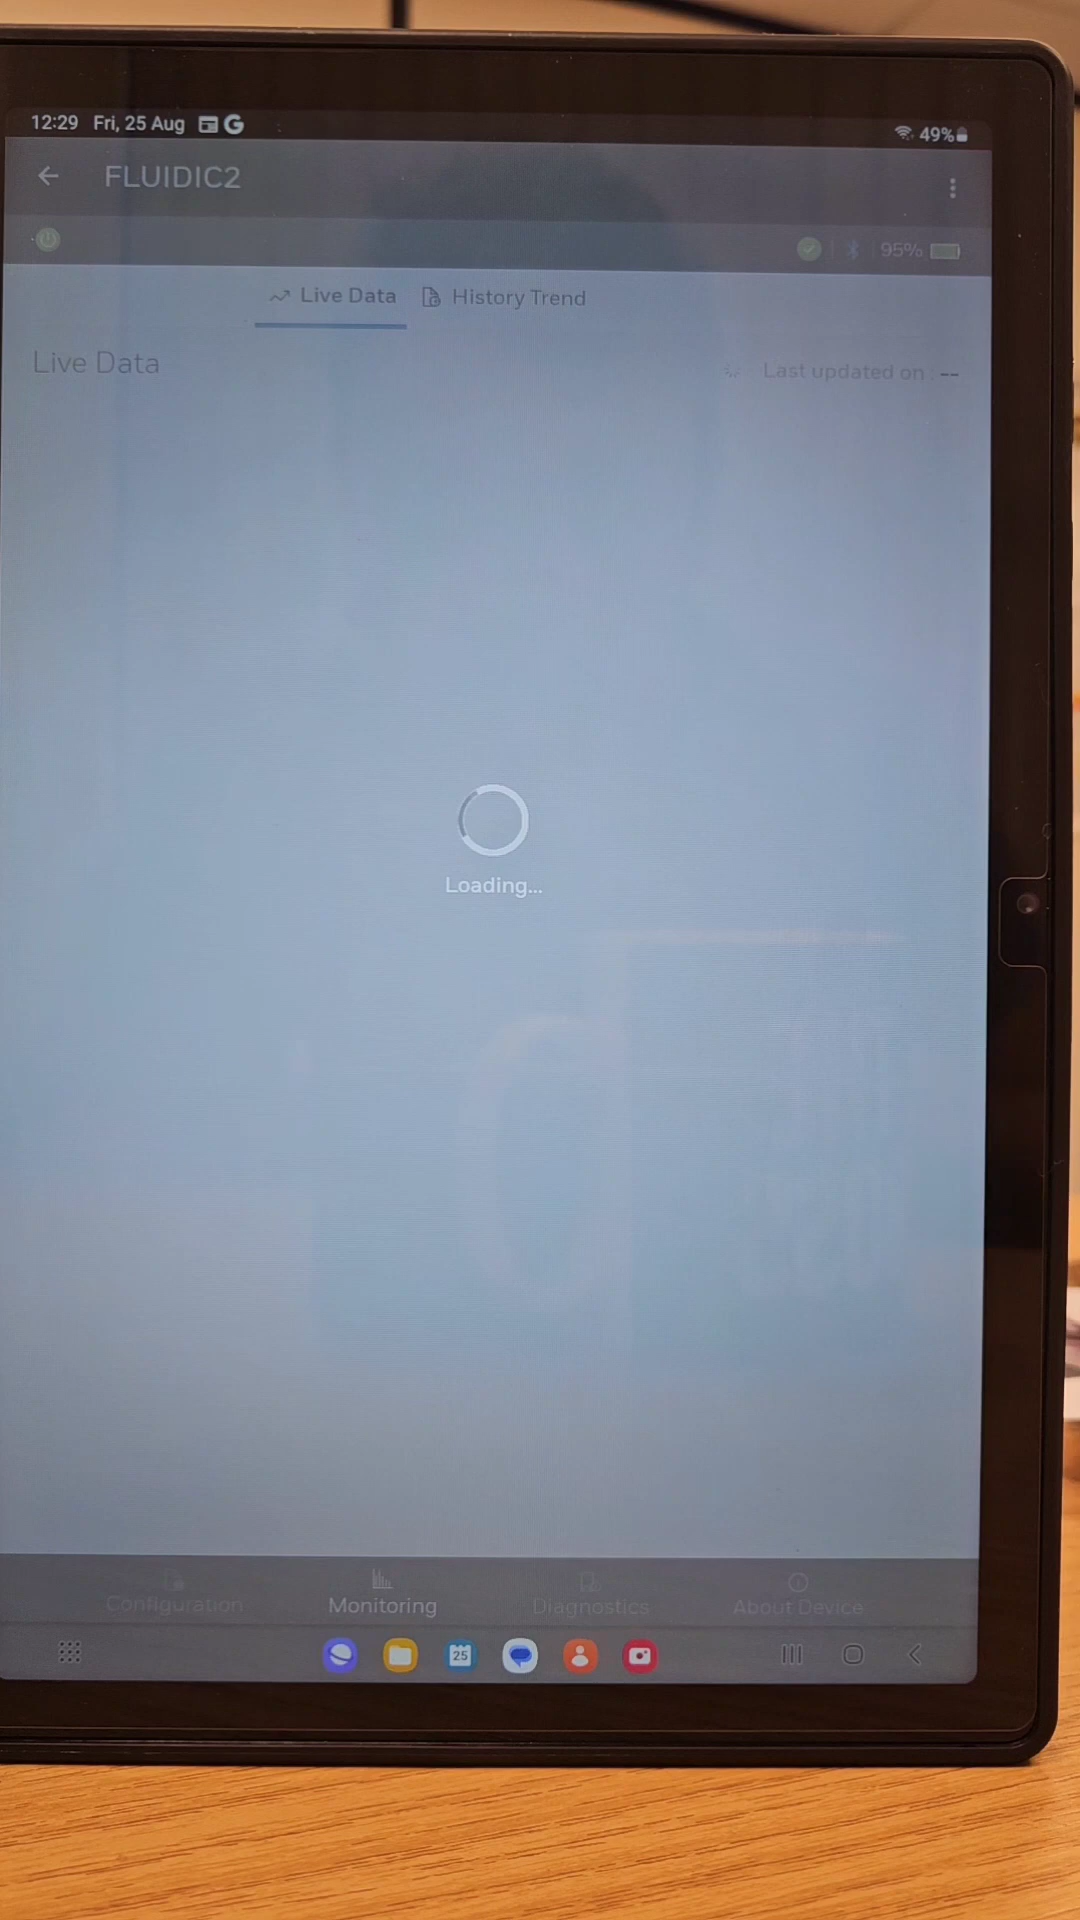 12:29 Fri, 25 Aug G 49%
FLUIDIC2
95%
Live Data History Trend
Live Data Last updated on : --
Loading...
Configuration Monitoring Diagnostics About Device
25